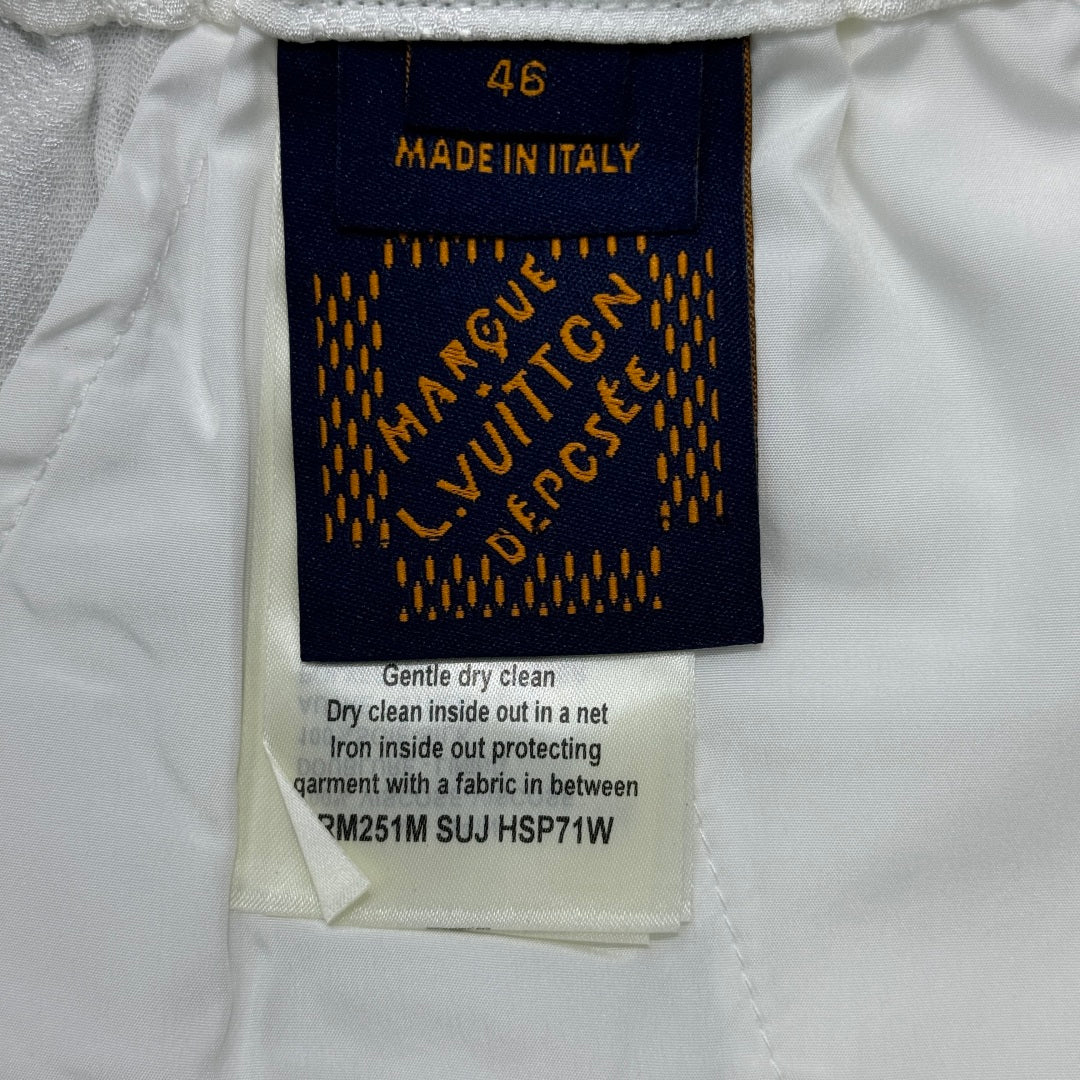 46
MADE IN ITALY
MARQUE
L.VUITTON
DEPOSÉE
Gentle dry clean
Dry clean inside out in a net
Iron inside out protecting
garment with a fabric in between
RM251M SUJ HSP71W